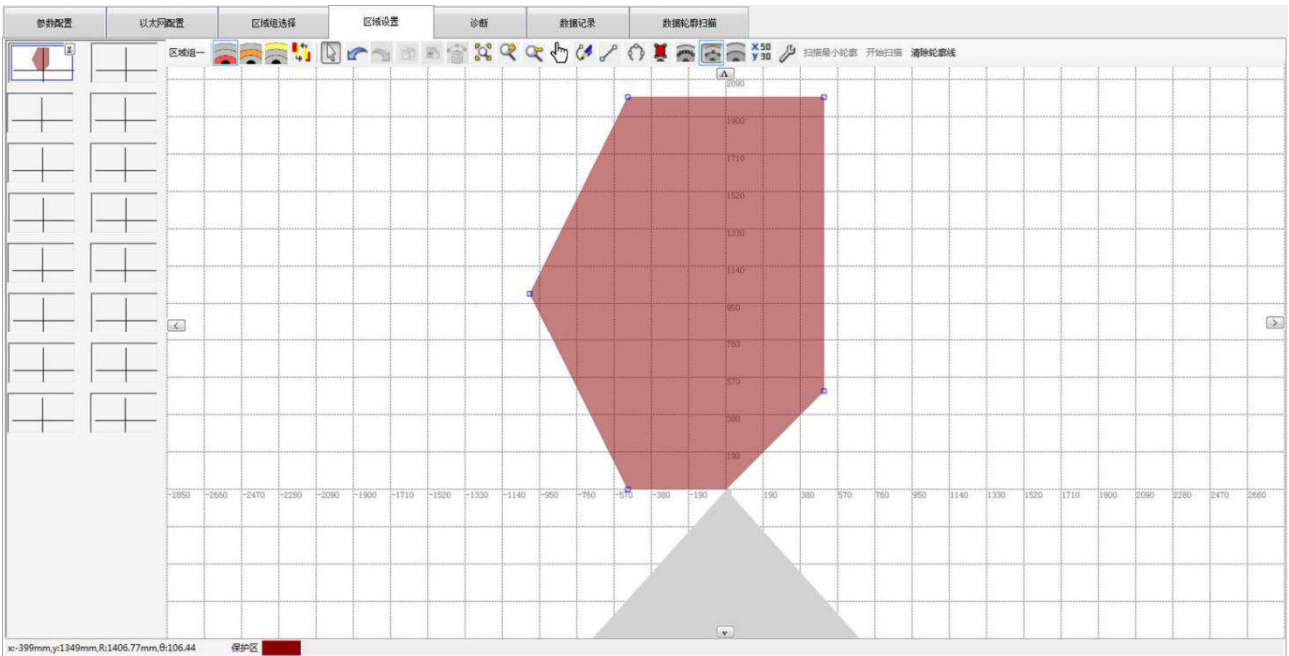 参数配置 以太网配置 区域组选择 区域设置 诊断 数据记录 数据轮廓扫描
区域组一 X 50 y 30 扫描最小轮廓 开始扫描 清除轮廓线
2090
1900
1710
1520
1330
1140
950
760
570
380
190
-2850 -2660 -2470 -2280 -2090 -1900 -1710 -1520 -1330 -1140 -950 -760 -570 -380 -190 190 380 570 760 950 1140 1330 1520 1710 1900 2090 2280 2470 2660
x:-399mm,y:1349mm,R:1406.77mm,θ:106.44 保护区